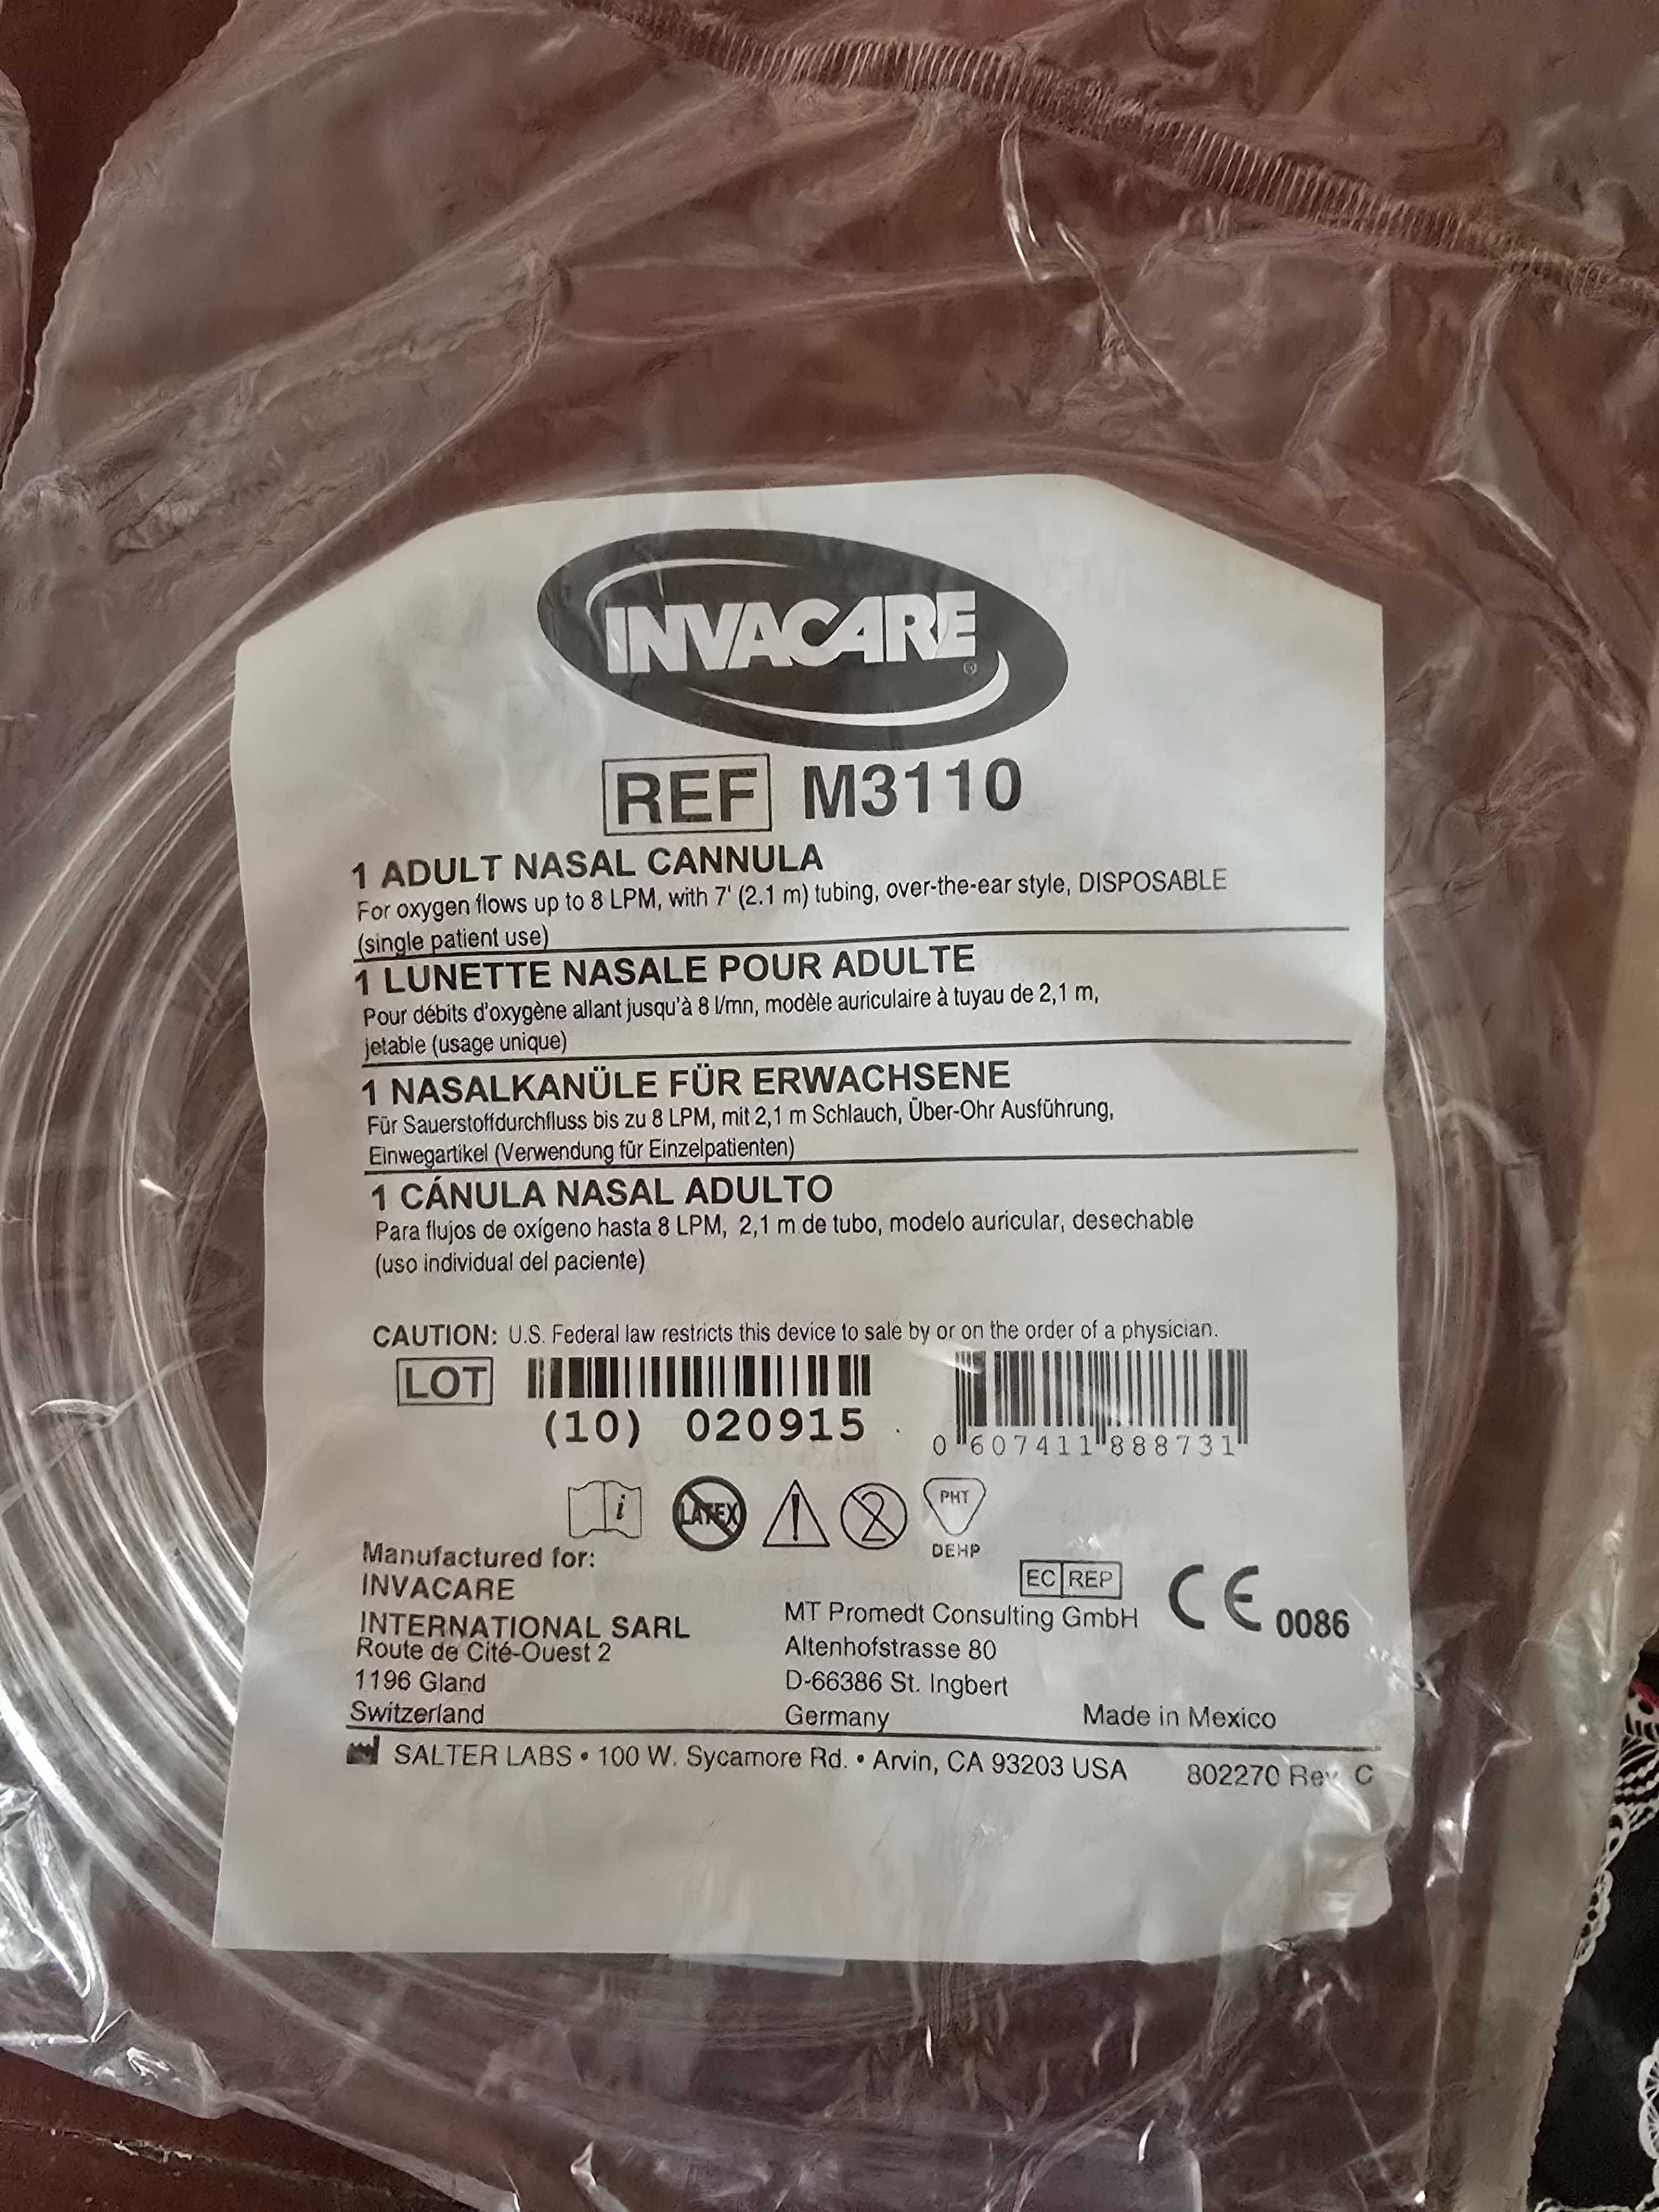 INVACARE
REF M3110
1 ADULT NASAL CANNULA
For oxygen flows up to 8 LPM, with 7' (2.1 m) tubing, over-the-ear style, DISPOSABLE
(single patient use)
1 LUNETTE NASALE POUR ADULTE
Pour débits d'oxygène allant jusqu'à 8 l/mn, modèle auriculaire à tuyau de 2,1 m,
jetable (usage unique)
1 NASALKANÜLE FÜR ERWACHSENE
Für Sauerstoffdurchfluss bis zu 8 LPM, mit 2,1 m Schlauch, Über-Ohr Ausführung,
Einwegartikel (Verwendung für Einzelpatienten)
1 CÁNULA NASAL ADULTO
Para flujos de oxígeno hasta 8 LPM, 2,1 m de tubo, modelo auricular, desechable
(uso individual del paciente)
CAUTION: U.S. Federal law restricts this device to sale by or on the order of a physician.
LOT
(10) 020915
0 607411 888731
i LATEX 2 PHT
DEHP
Manufactured for:
INVACARE
INTERNATIONAL SARL
Route de Cité-Ouest 2
1196 Gland
Switzerland
EC REP
MT Promedt Consulting GmbH
Altenhofstrasse 80
D-66386 St. Ingbert
Germany
CE 0086
Made in Mexico
SALTER LABS • 100 W. Sycamore Rd. • Arvin, CA 93203 USA
802270 Rev C